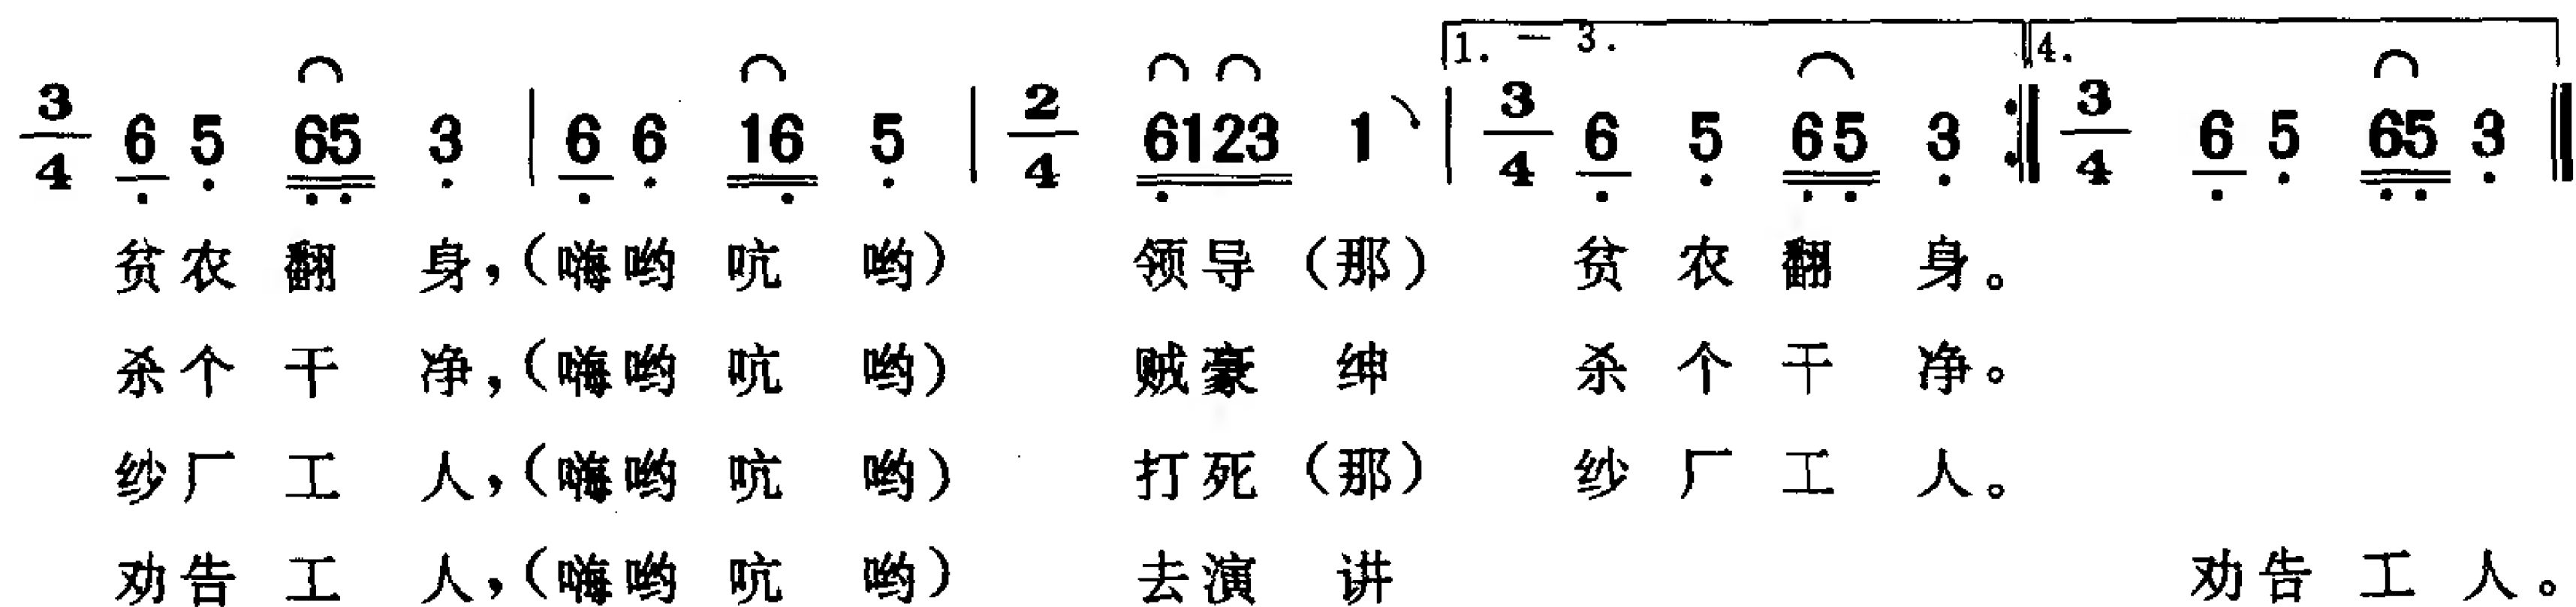 1. — 3. 4.
3/4 6 5 65 3 | 6 6 16 5 | 2/4 6123 1 | 3/4 6 5 65 3 :‖ 3/4 6 5 65 3 ‖
贫农翻身，（嗨哟吭哟） 领导（那） 贫农翻身。
杀个干净，（嗨哟吭哟） 贼豪绅 杀个干净。
纱厂工人，（嗨哟吭哟） 打死（那） 纱厂工人。
劝告工人，（嗨哟吭哟） 去演讲 劝告工人。